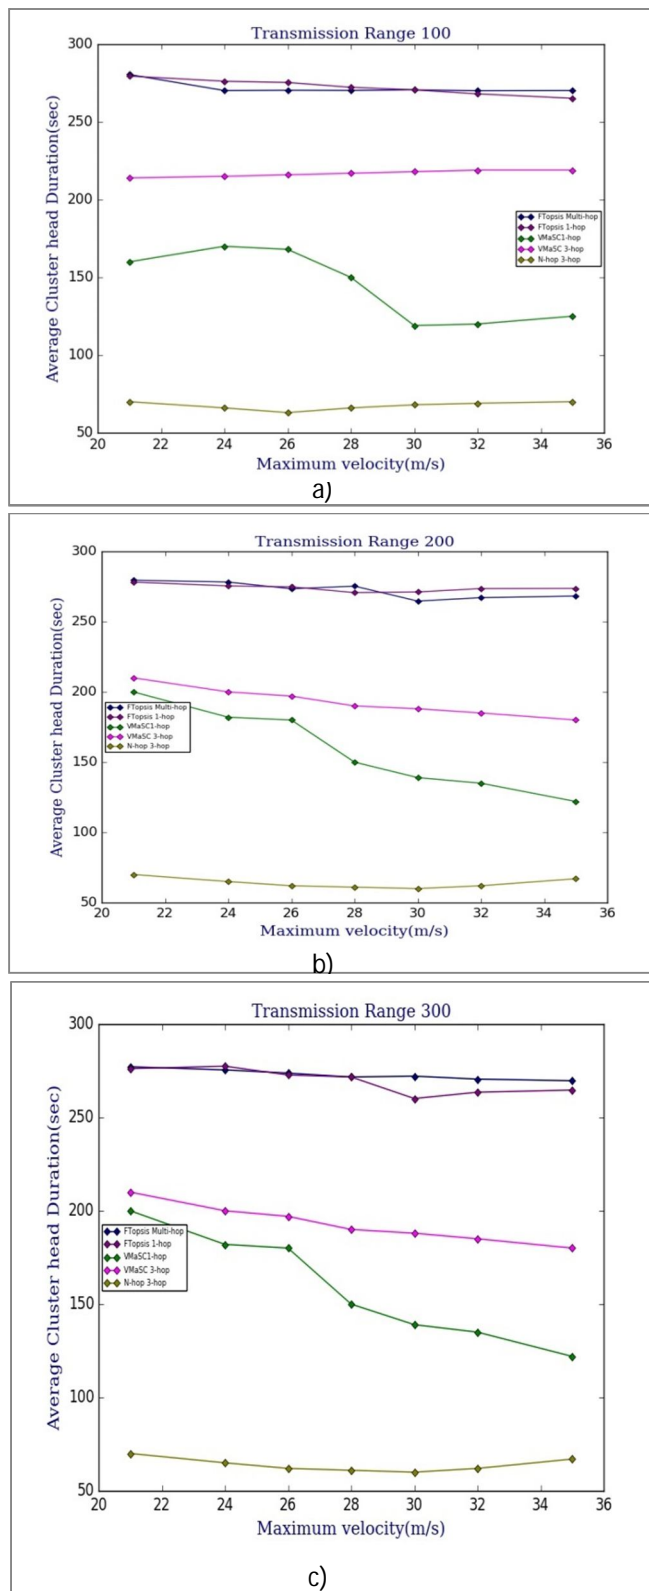 Transmission Range 100
300
250
200
150
100
50
Average Cluster head Duration(sec)
FTopsis Multi-hop
FTopsis 1-hop
VMaSC1-hop
VMaSC 3-hop
N-hop 3-hop
20 22 24 26 28 30 32 34 36
Maximum velocity(m/s)
a)
Transmission Range 200
300
250
200
150
100
50
Average Cluster head Duration(sec)
FTopsis Multi-hop
FTopsis 1-hop
VMaSC1-hop
VMaSC 3-hop
N-hop 3-hop
20 22 24 26 28 30 32 34 36
Maximum velocity(m/s)
b)
Transmission Range 300
300
250
200
150
100
50
Average Cluster head Duration(sec)
FTopsis Multi-hop
FTopsis 1-hop
VMaSC1-hop
VMaSC 3-hop
N-hop 3-hop
20 22 24 26 28 30 32 34 36
Maximum velocity(m/s)
c)